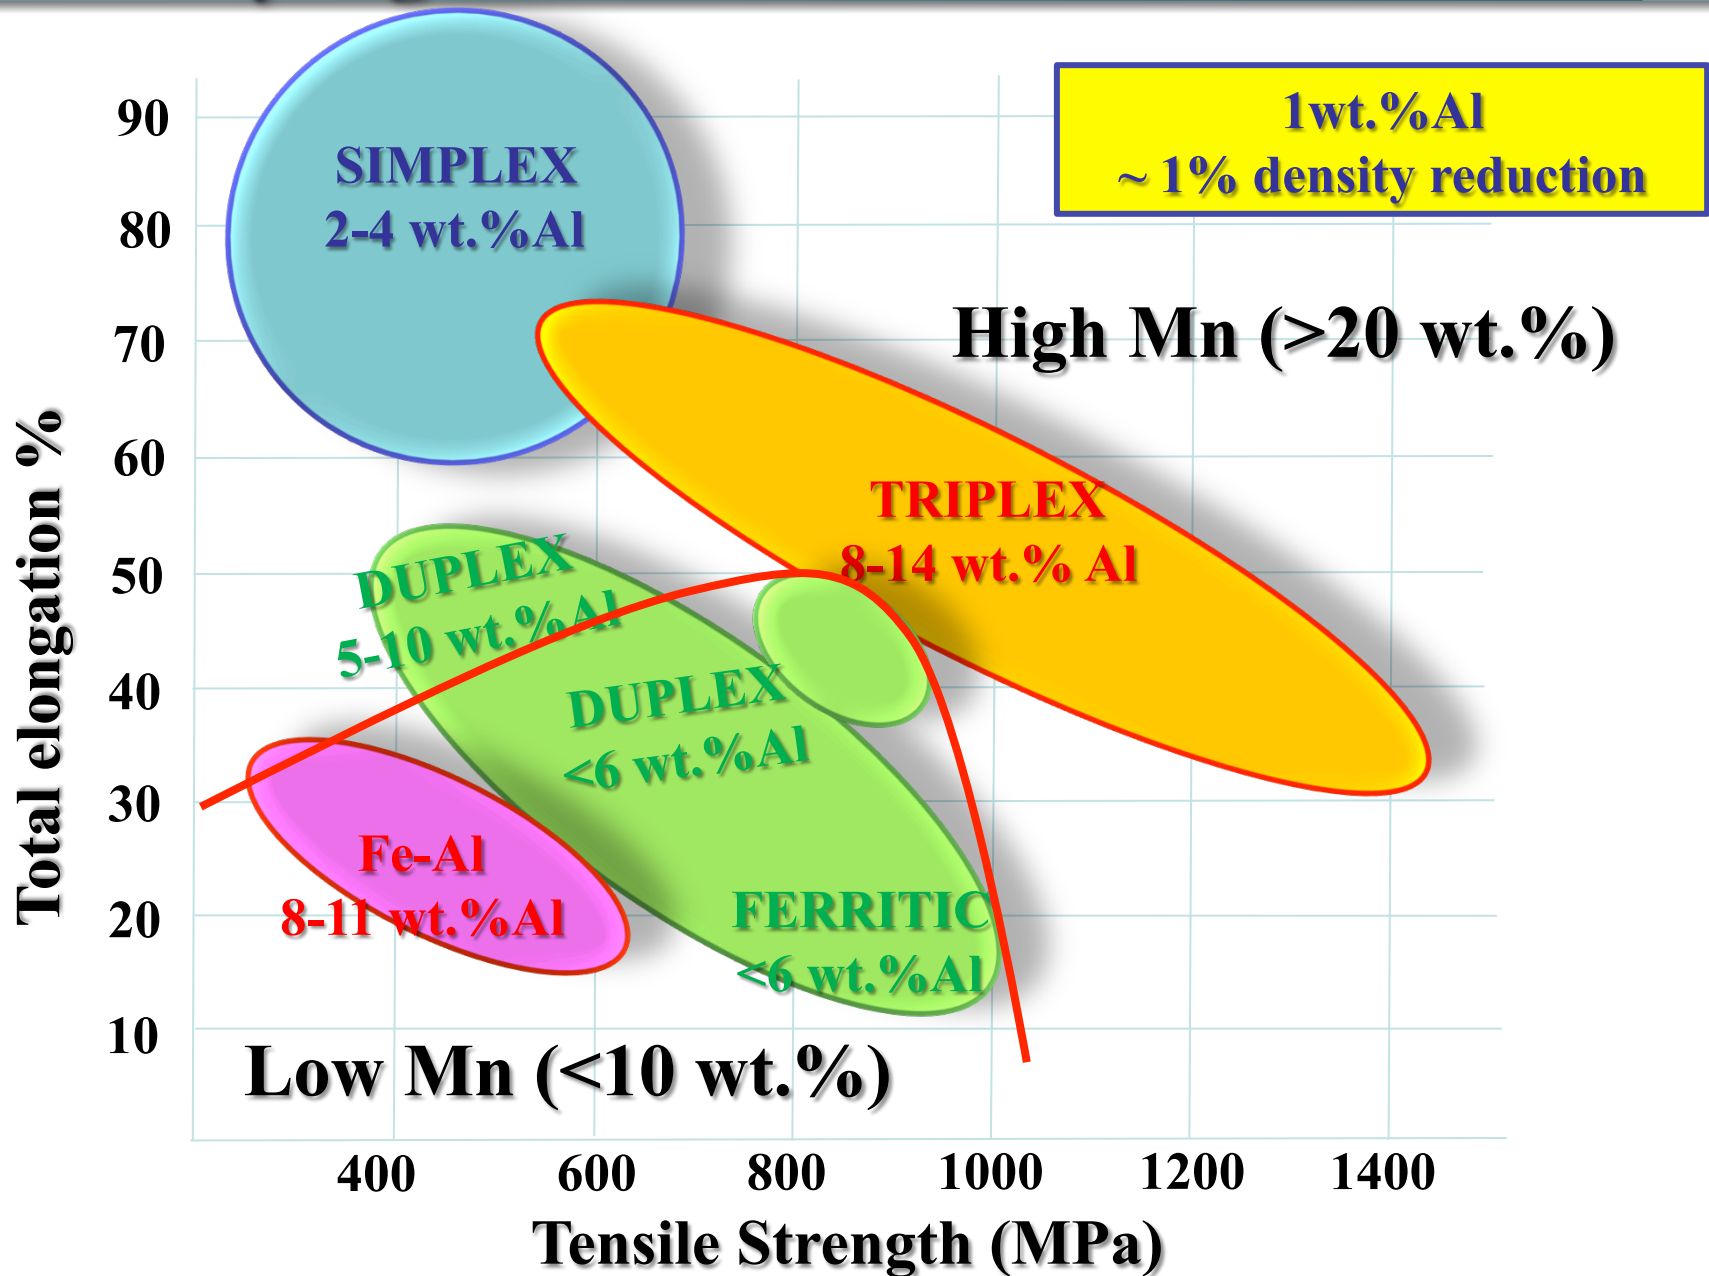 1wt.%Al
~ 1% density reduction
90
80
70
60
50
40
30
20
10
Total elongation %
SIMPLEX
2-4 wt.%Al
High Mn (>20 wt.%)
TRIPLEX
8-14 wt.% Al
DUPLEX
5-10 wt.%Al
DUPLEX
<6 wt.%Al
Fe-Al
8-11 wt.%Al
FERRITIC
<6 wt.%Al
Low Mn (<10 wt.%)
400 600 800 1000 1200 1400
Tensile Strength (MPa)